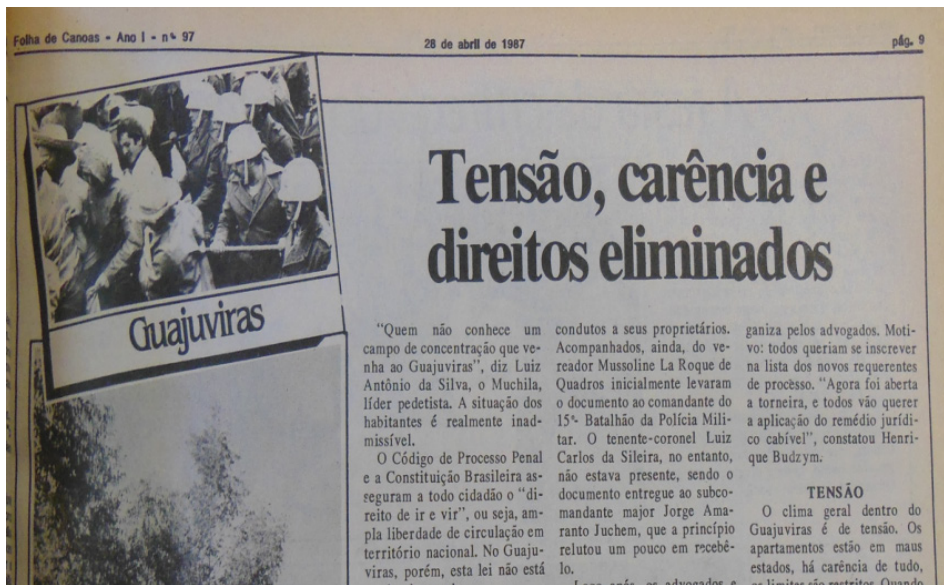 Folha de Canoas - Ano I - nº 97
28 de abril de 1987
pág. 9
Guajuviras
Tensão, carência e
direitos eliminados
"Quem não conhece um
campo de concentração que ve-
nha ao Guajuviras", diz Luiz
Antônio da Silva, o Muchila,
líder pedetista. A situação dos
habitantes é realmente inad-
missível.
O Código de Processo Penal
e a Constituição Brasileira as-
seguram a todo cidadão o "di-
reito de ir e vir", ou seja, am-
pla liberdade de circulação em
território nacional. No Guaju-
viras, porém, esta lei não está
condutos a seus proprietários.
Acompanhados, ainda, do ve-
reador Mussoline La Roque de
Quadros inicialmente levaram
o documento ao comandante do
15º- Batalhão da Polícia Mili-
tar. O tenente-coronel Luiz
Carlos da Sileira, no entanto,
não estava presente, sendo o
documento entregue ao subco-
mandante major Jorge Ama-
ranto Juchem, que a princípio
relutou um pouco em recebê-
lo.
Logo após, os advogados e
ganiza pelos advogados. Moti-
vo: todos queriam se inscrever
na lista dos novos requerentes
de processo. "Agora foi aberta
a torneira, e todos vão querer
a aplicação do remédio jurídi-
co cabível", constatou Henri-
que Budzym.
TENSÃO
O clima geral dentro do
Guajuviras é de tensão. Os
apartamentos estão em maus
estados, há carência de tudo,
os limites são restritos. Quando